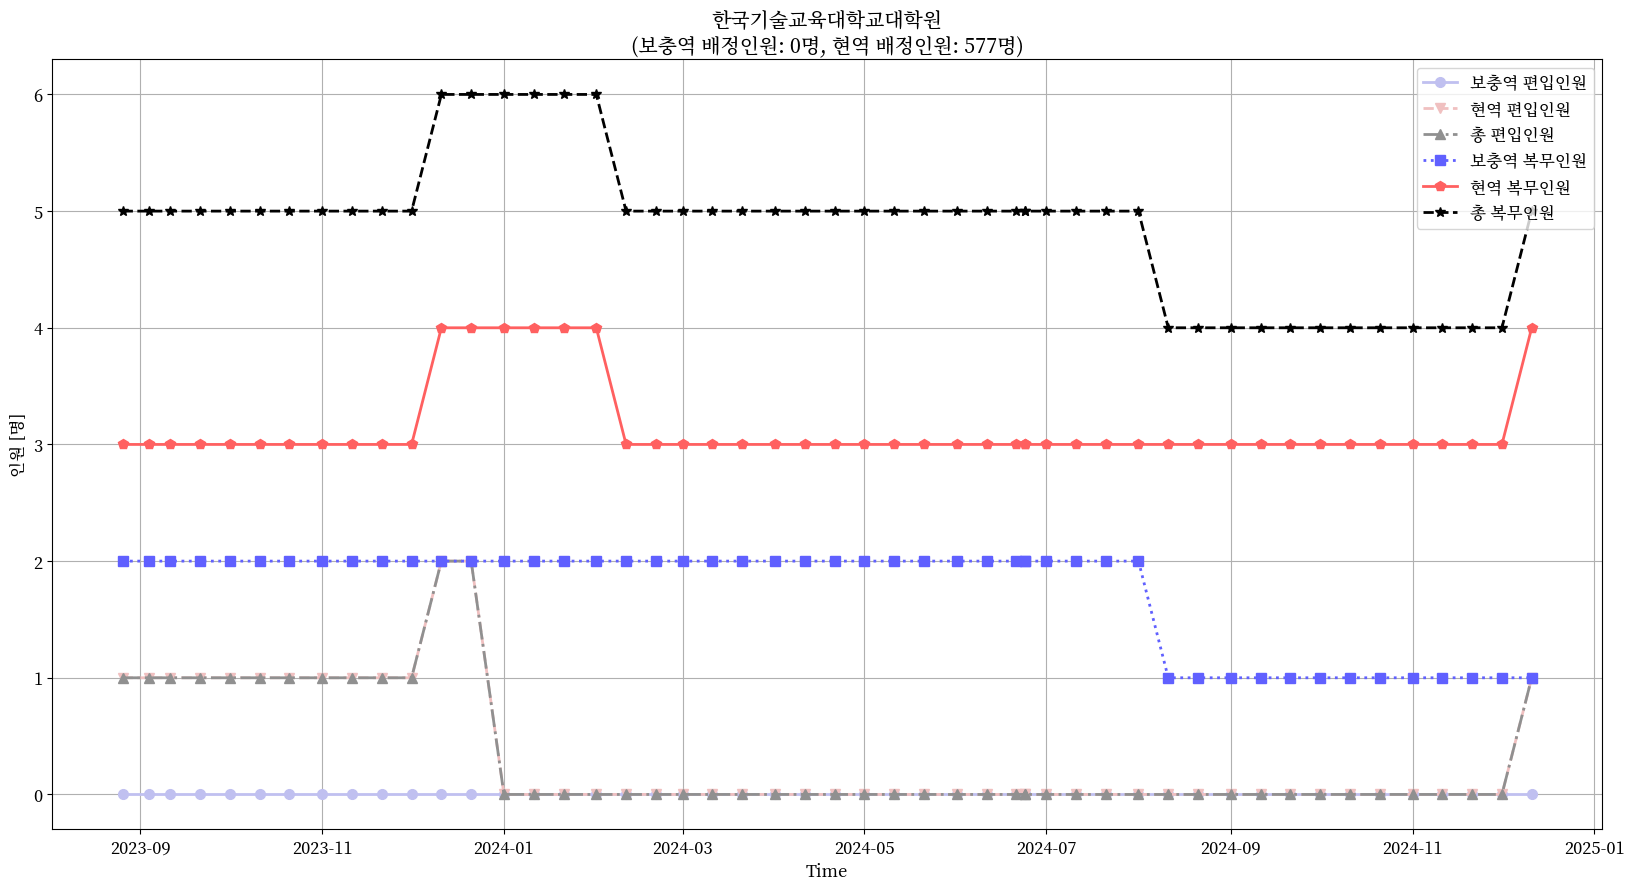 한국기술교육대학교대학원
(보충역 배정인원: 0명, 현역 배정인원: 577명)
보충역 편입인원
현역 편입인원
총 편입인원
보충역 복무인원
현역 복무인원
총 복무인원
인원 [명]
6
5
4
3
2
1
0
2023-09
2023-11
2024-01
2024-03
2024-05
2024-07
2024-09
2024-11
2025-01
Time